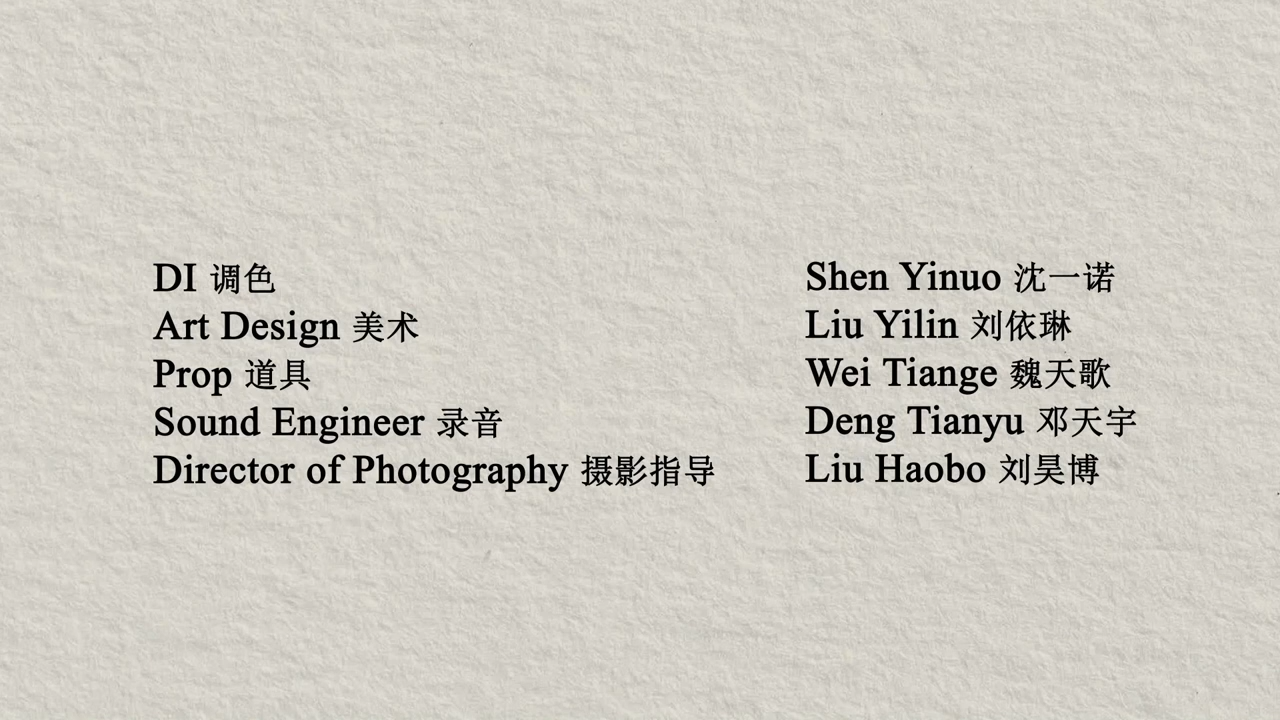 DI 调色 Shen Yinuo 沈一诺
Art Design 美术 Liu Yilin 刘依琳
Prop 道具 Wei Tiange 魏天歌
Sound Engineer 录音 Deng Tianyu 邓天宇
Director of Photography 摄影指导 Liu Haobo 刘昊博